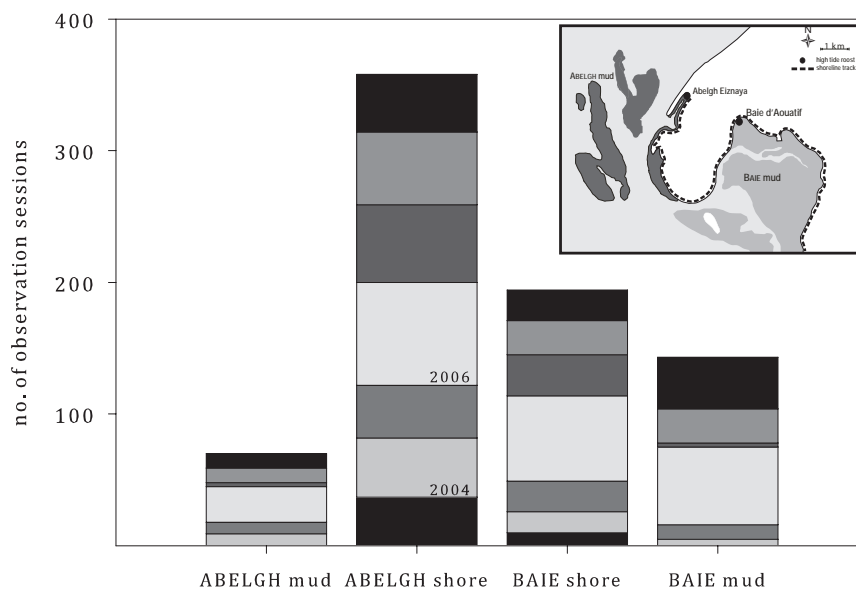 400
300
200
100
no. of observation sessions
2006
2004
ABELGH mud
ABELGH shore
BAIE shore
BAIE mud
N
1 km
high tide roost
shoreline track
ABELGH mud
Abelgh Eiznaya
Baie d'Aouatif
BAIE mud